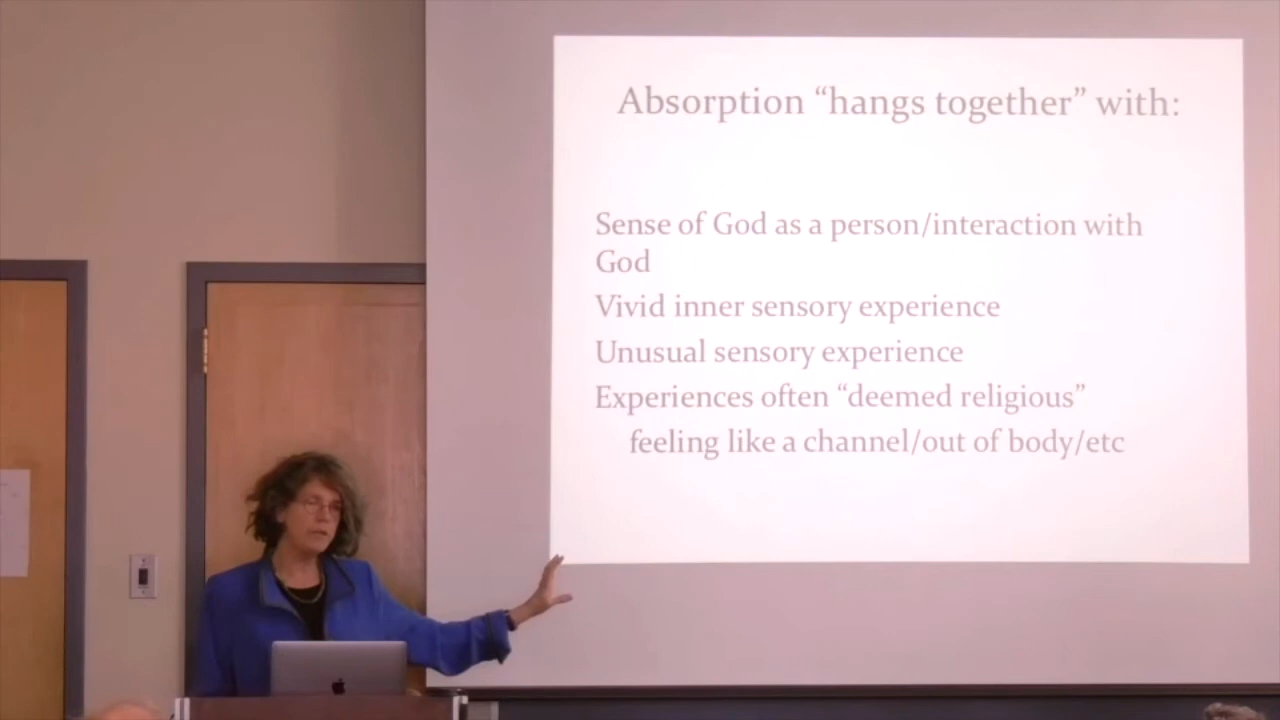 Absorption “hangs together” with:
Sense of God as a person/interaction with
God
Vivid inner sensory experience
Unusual sensory experience
Experiences often “deemed religious”
feeling like a channel/out of body/etc